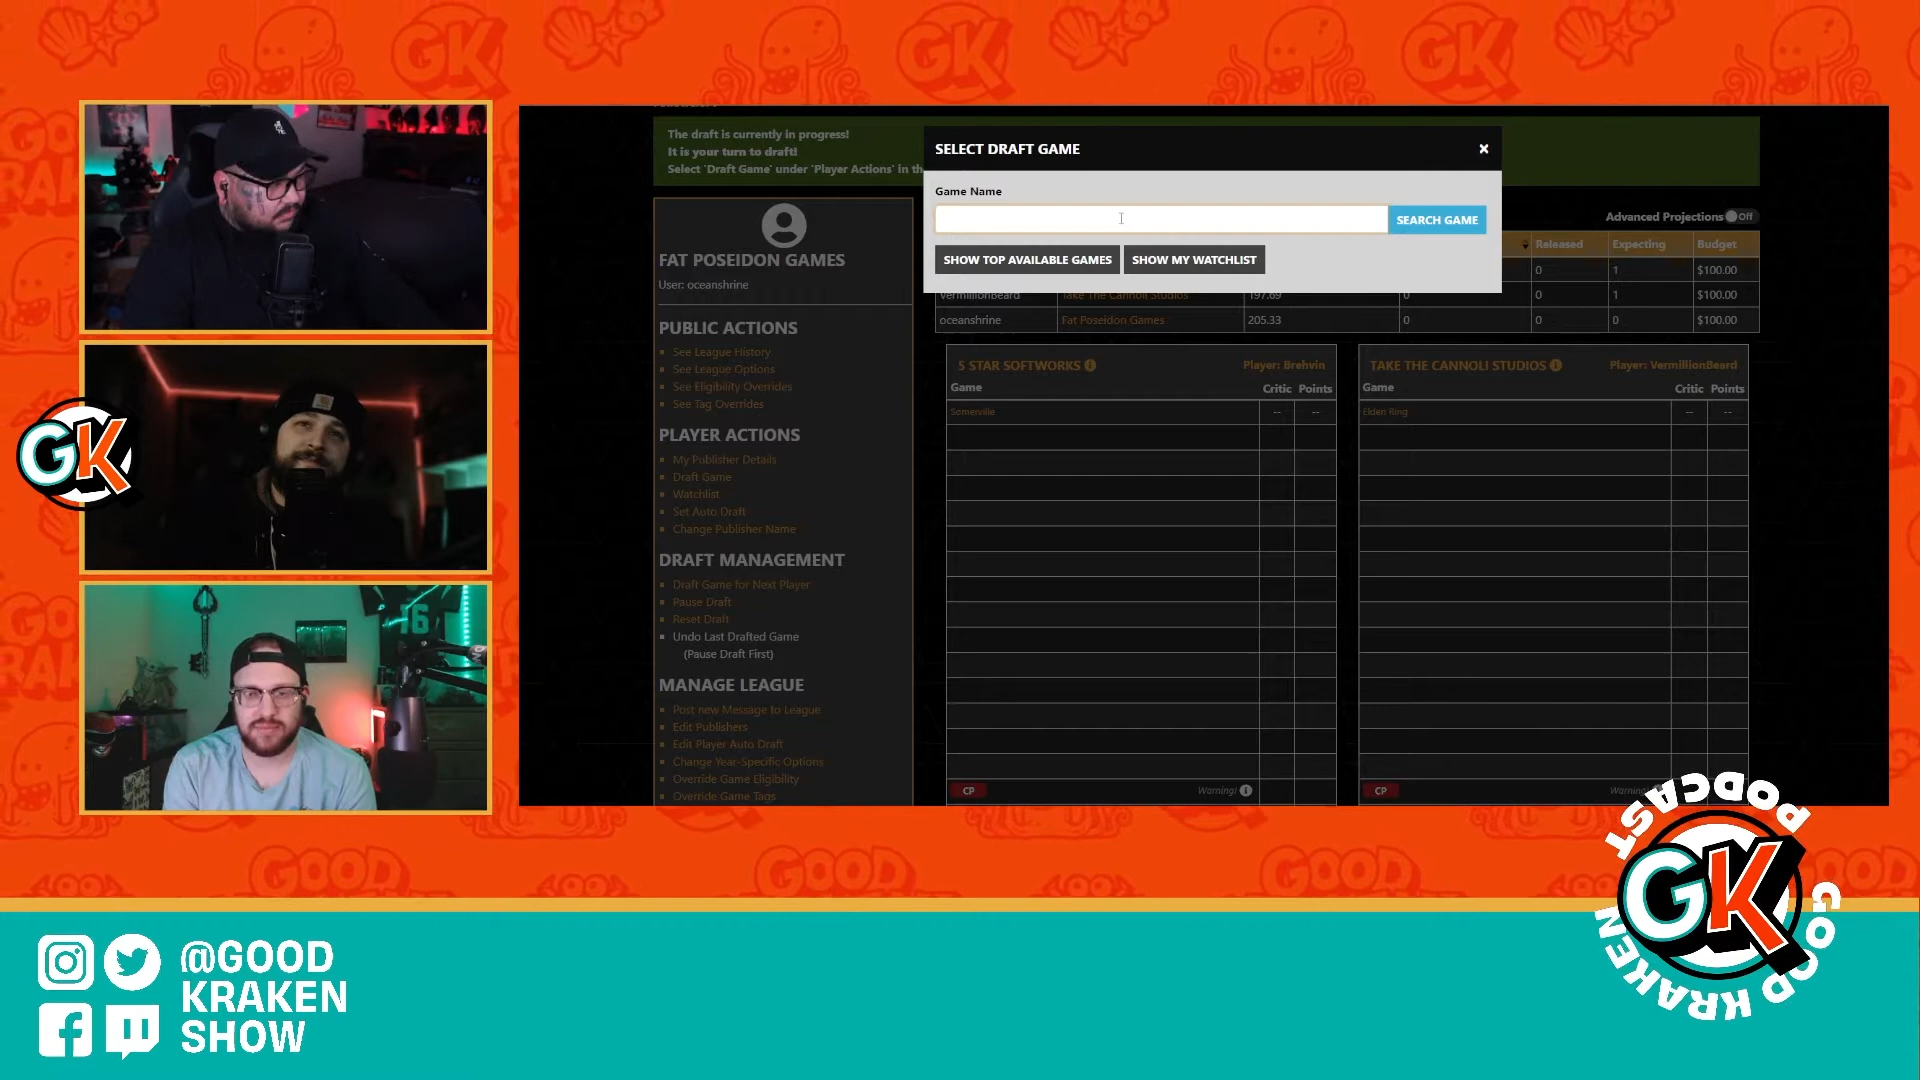 The draft is currently in progress!
It is your turn to draft!
Select 'Draft Game' under 'Player Actions' in th
SELECT DRAFT GAME
×
Game Name
SEARCH GAME
SHOW TOP AVAILABLE GAMES
SHOW MY WATCHLIST
Advanced Projections
Off
Released
Expecting
Budget
0
1
$100.00
VermillionBeard
Take The Cannoli Studios
197.69
0
0
1
$100.00
oceanshrine
Fat Poseidon Games
205.33
0
0
0
$100.00
FAT POSEIDON GAMES
User: oceanshrine
PUBLIC ACTIONS
See League History
See League Options
See Eligibility Overrides
See Tag Overrides
PLAYER ACTIONS
My Publisher Details
Draft Game
Watchlist
Set Auto Draft
Change Publisher Name
DRAFT MANAGEMENT
Draft Game for Next Player
Pause Draft
Reset Draft
Undo Last Drafted Game
(Pause Draft First)
MANAGE LEAGUE
Post new Message to League
Edit Publishers
Edit Player Auto Draft
Change Year-Specific Options
Override Game Eligibility
Override Game Tags
5 STAR SOFTWORKS
Player: Brehvin
Game
Critic Points
Somerville
-- --
CP
Warning!
TAKE THE CANNOLI STUDIOS
Player: VermillionBeard
Game
Critic Points
Elden Ring
-- --
CP
Warning!
16
GK
GK
GOOD KRAKEN
PODCAST
@GOOD
KRAKEN
SHOW
GK
GK
GK
GOOD
GOOD
GOOD